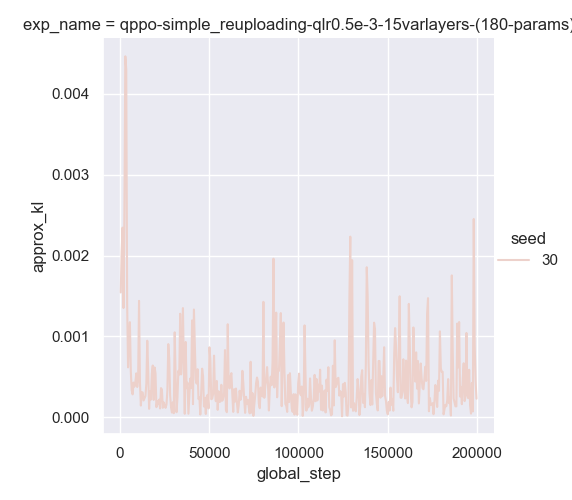 exp_name = qppo-simple_reuploading-qlr0.5e-3-15varlayers-(180-params)
0.004
0.003
0.002
0.001
0.000
approx_kl
seed
30
0
50000
100000
150000
200000
global_step